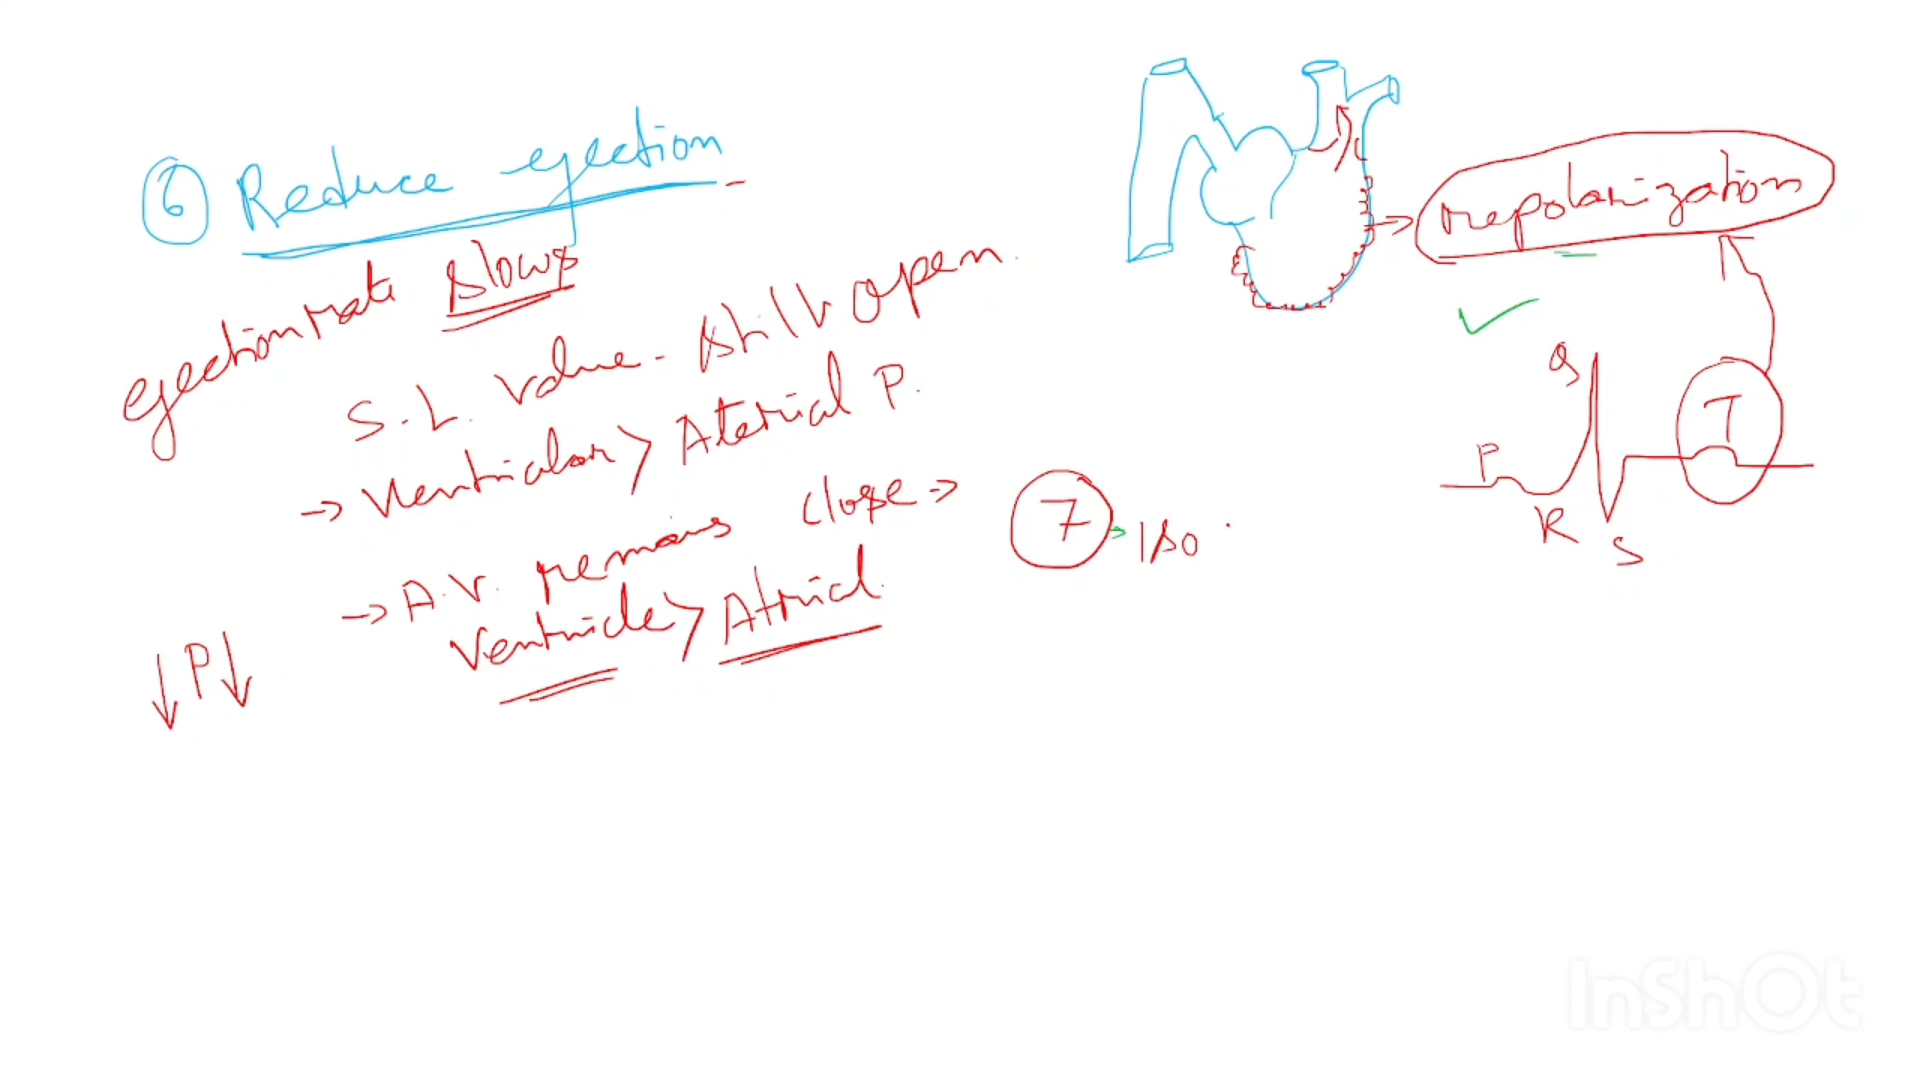 6 Reduce ejection
ejection rate slows
S.L. Valve - still open
→ Ventricular > Aterial P.
→ A.V. remains close →
Ventricle > Atrial
↓ P ↓
7 → Iso
repolarization
P
Q
R
S
T
InShOt